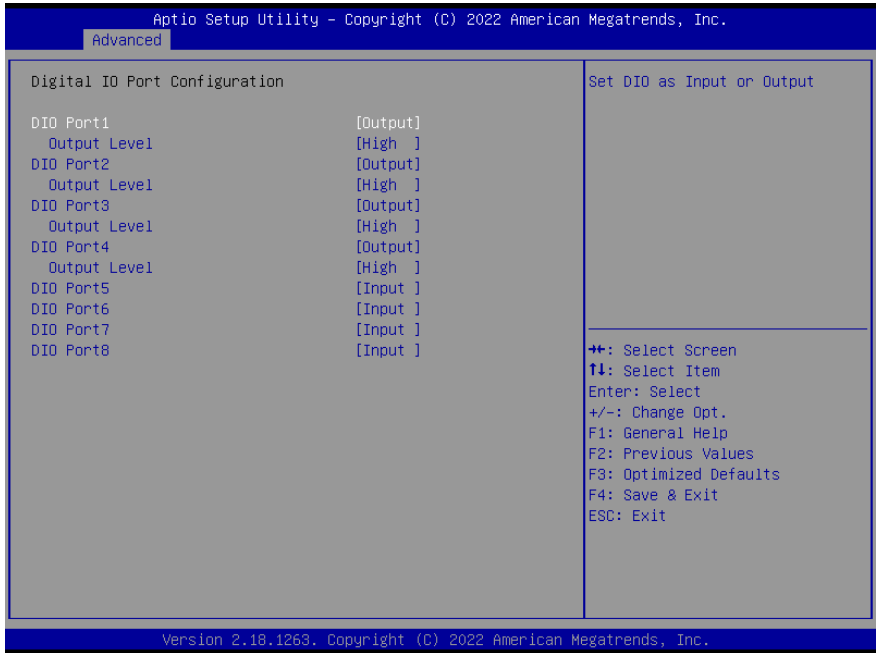 Aptio Setup Utility – Copyright (C) 2022 American Megatrends, Inc.
Advanced
Digital IO Port Configuration
DIO Port1 [Output]
Output Level [High ]
DIO Port2 [Output]
Output Level [High ]
DIO Port3 [Output]
Output Level [High ]
DIO Port4 [Output]
Output Level [High ]
DIO Port5 [Input ]
DIO Port6 [Input ]
DIO Port7 [Input ]
DIO Port8 [Input ]
Set DIO as Input or Output
→←: Select Screen
↑↓: Select Item
Enter: Select
+/-: Change Opt.
F1: General Help
F2: Previous Values
F3: Optimized Defaults
F4: Save & Exit
ESC: Exit
Version 2.18.1263. Copyright (C) 2022 American Megatrends, Inc.